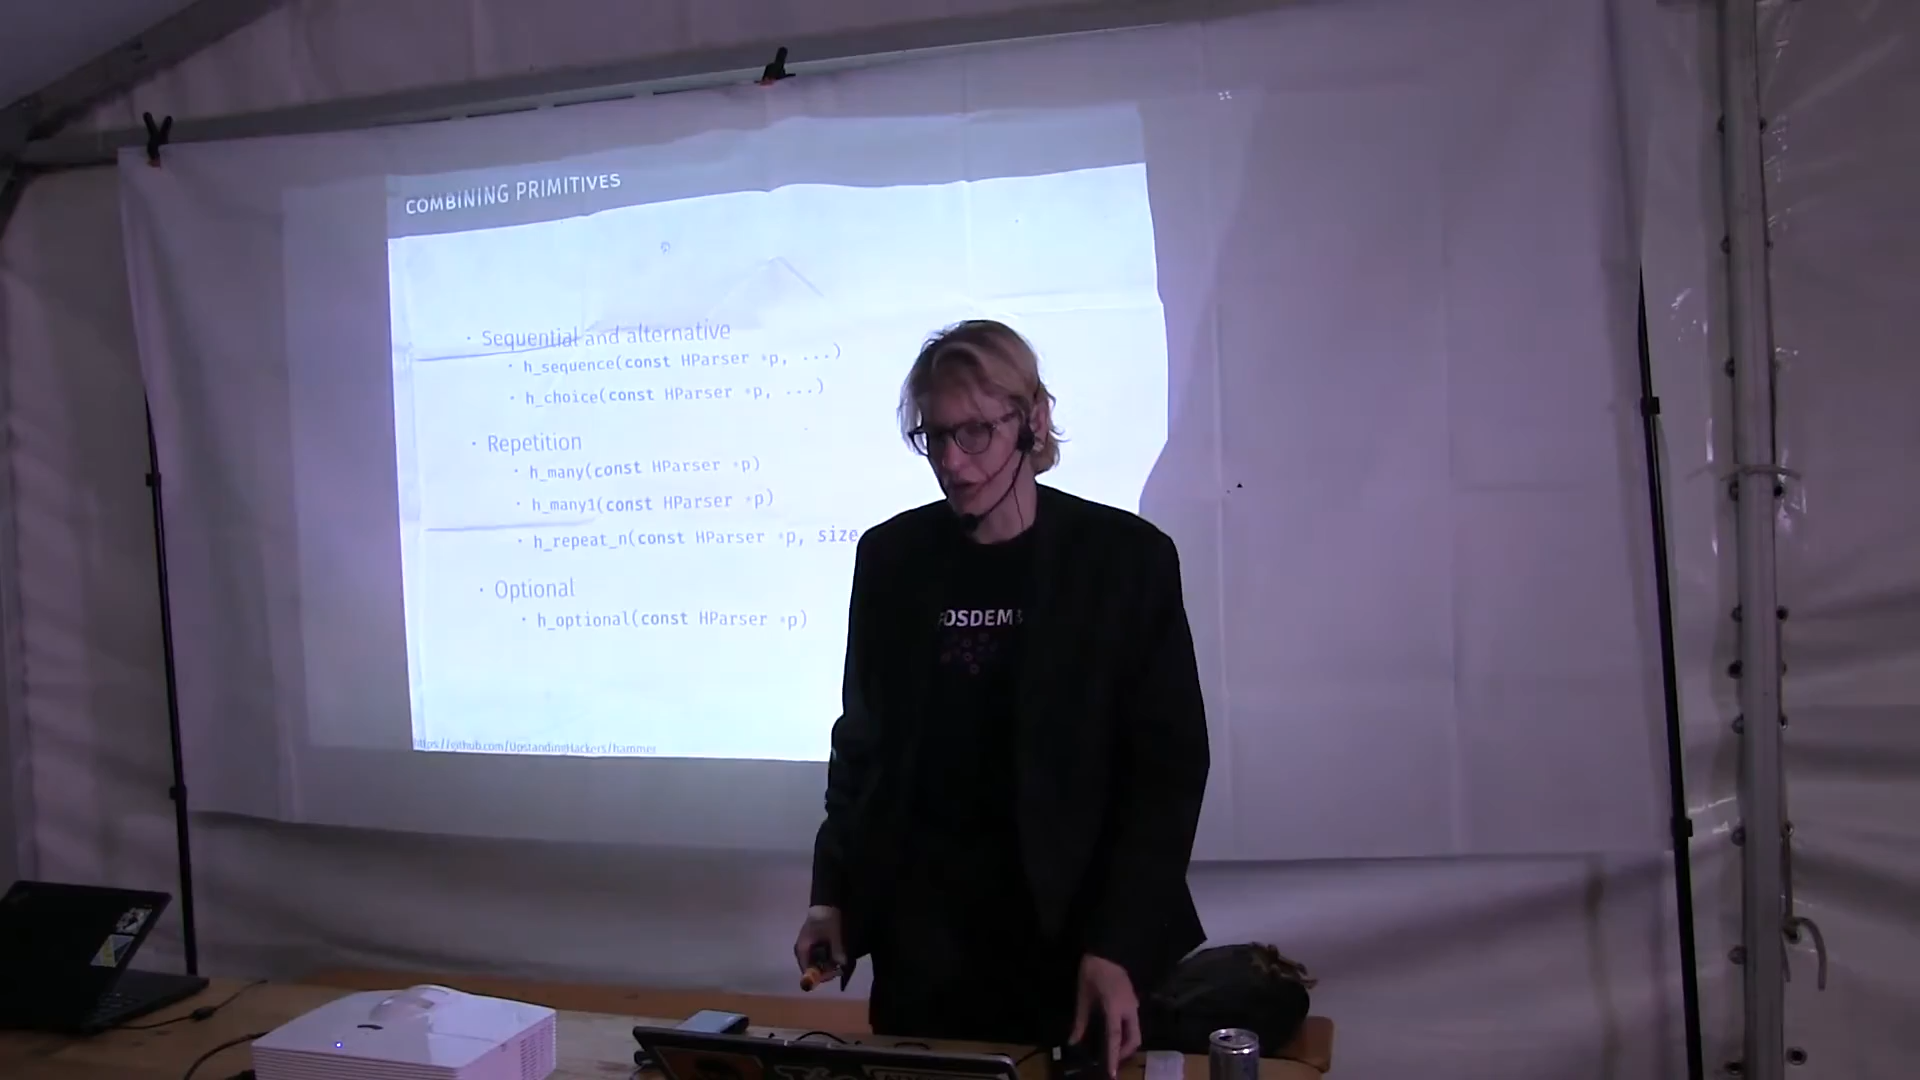 COMBINING PRIMITIVES
· Sequential and alternative
· h_sequence(const HParser *p, ...)
· h_choice(const HParser *p, ...)
· Repetition
· h_many(const HParser *p)
· h_many1(const HParser *p)
· h_repeat_n(const HParser *p, size
· Optional
· h_optional(const HParser *p)
https://github.com/UpstandingHackers/hammer
FOSDEM